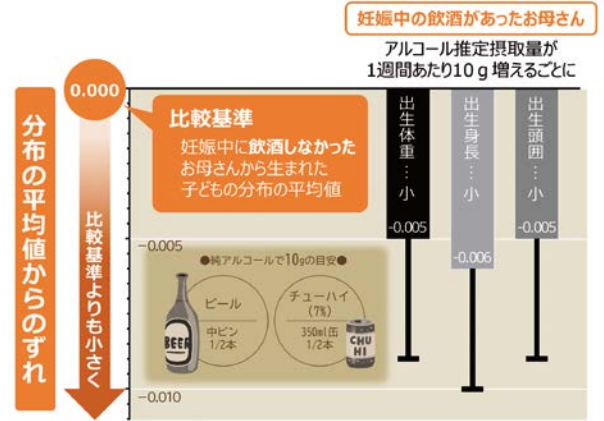 妊娠中の飲酒があったお母さん
アルコール推定摂取量が
1週間あたり10g増えるごとに
分布の平均値からのずれ
0.000
比較基準よりも小さく
比較基準
妊娠中に飲酒しなかった
お母さんから生まれた
子どもの分布の平均値
出生体重…小
-0.005
出生身長…小
-0.006
出生頭囲…小
-0.005
-0.005
●純アルコールで10gの目安●
ビール
中ビン
1/2本
BEER
チューハイ
(7%)
350ml缶
1/2本
CHU
HI
-0.010